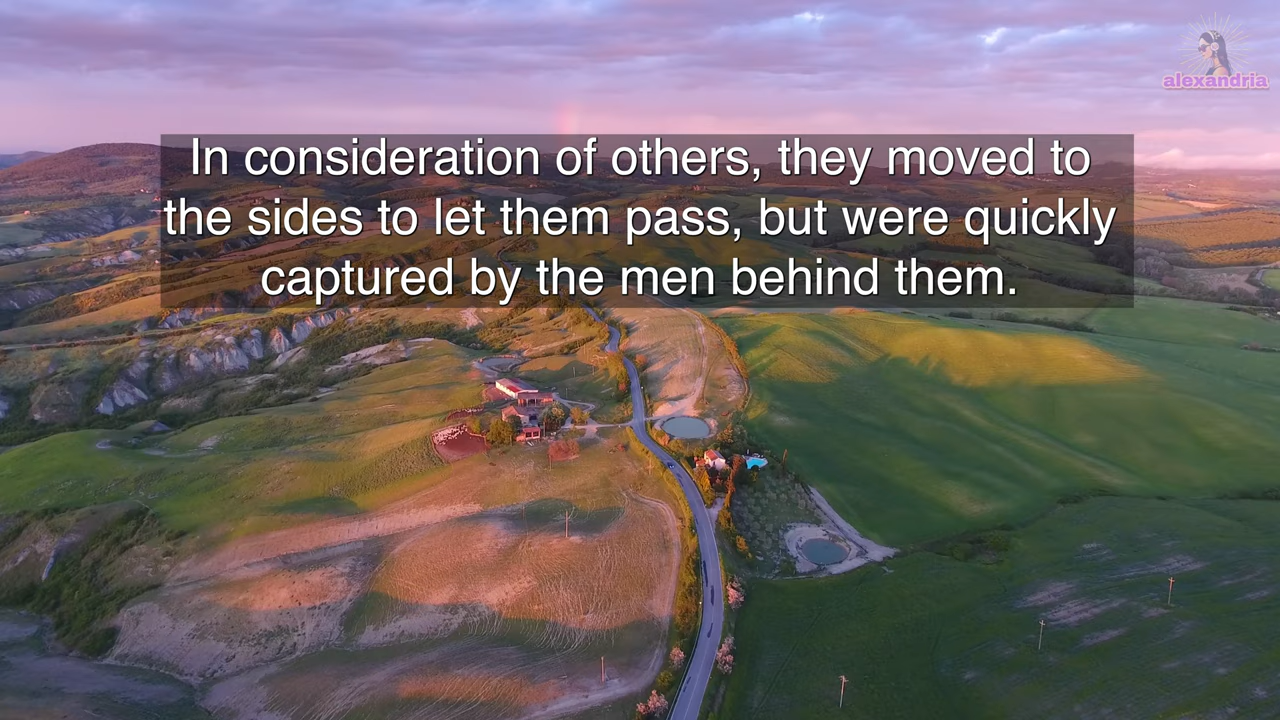 alexandria
In consideration of others, they moved to
the sides to let them pass, but were quickly
captured by the men behind them.